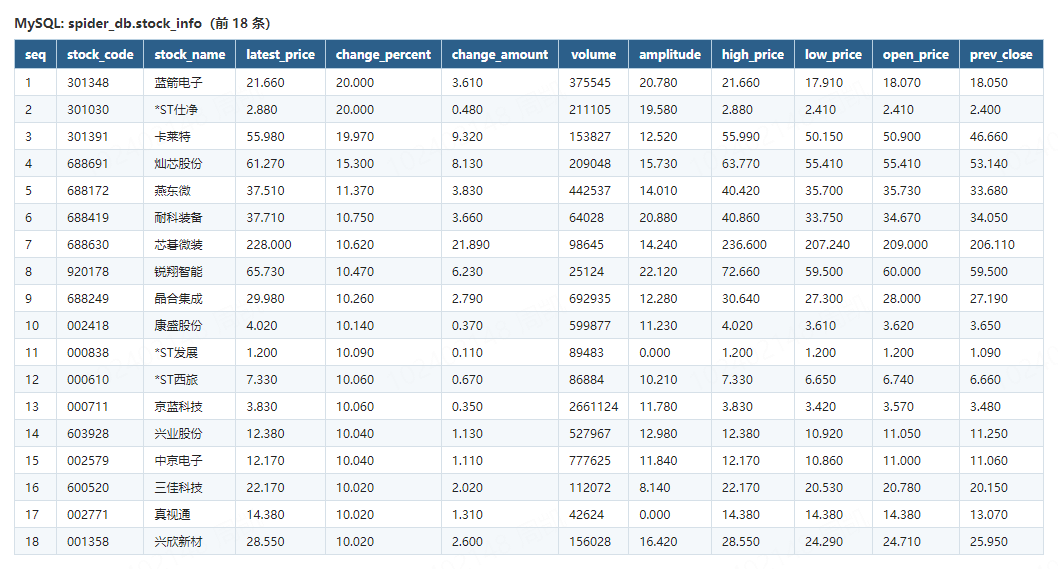 MySQL: spider_db.stock_info（前 18 条）
seq stock_code stock_name latest_price change_percent change_amount volume amplitude high_price low_price open_price prev_close
1 301348 蓝箭电子 21.660 20.000 3.610 375545 20.780 21.660 17.910 18.070 18.050
2 301030 *ST仕净 2.880 20.000 0.480 211105 19.580 2.880 2.410 2.410 2.400
3 301391 卡莱特 55.980 19.970 9.320 153827 12.520 55.990 50.150 50.900 46.660
4 688691 灿芯股份 61.270 15.300 8.130 209048 15.730 63.770 55.410 55.410 53.140
5 688172 燕东微 37.510 11.370 3.830 442537 14.010 40.420 35.700 35.730 33.680
6 688419 耐科装备 37.710 10.750 3.660 64028 20.880 40.860 33.750 34.670 34.050
7 688630 芯碁微装 228.000 10.620 21.890 98645 14.240 236.600 207.240 209.000 206.110
8 920178 锐翔智能 65.730 10.470 6.230 25124 22.120 72.660 59.500 60.000 59.500
9 688249 晶合集成 29.980 10.260 2.790 692935 12.280 30.640 27.300 28.000 27.190
10 002418 康盛股份 4.020 10.140 0.370 599877 11.230 4.020 3.610 3.620 3.650
11 000838 *ST发展 1.200 10.090 0.110 89483 0.000 1.200 1.200 1.200 1.090
12 000610 *ST西旅 7.330 10.060 0.670 86884 10.210 7.330 6.650 6.740 6.660
13 000711 京蓝科技 3.830 10.060 0.350 2661124 11.780 3.830 3.420 3.570 3.480
14 603928 兴业股份 12.380 10.040 1.130 527967 12.980 12.380 10.920 11.050 11.250
15 002579 中京电子 12.170 10.040 1.110 777625 11.840 12.170 10.860 11.000 11.060
16 600520 三佳科技 22.170 10.020 2.020 112072 8.140 22.170 20.530 20.780 20.150
17 002771 真视通 14.380 10.020 1.310 42624 0.000 14.380 14.380 14.380 13.070
18 001358 兴欣新材 28.550 10.020 2.600 156028 16.420 28.550 24.290 24.710 25.950